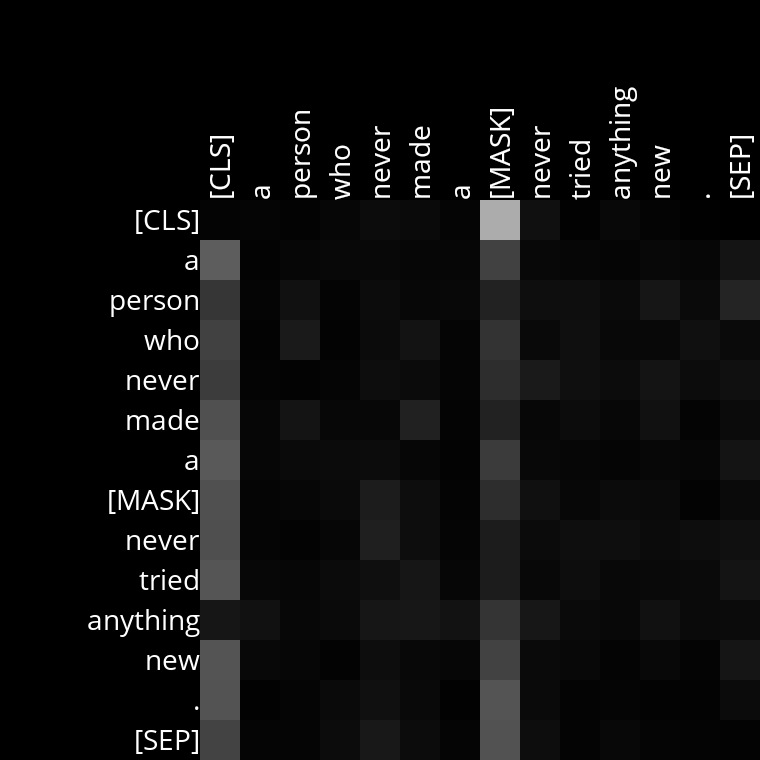 [CLS] a person who never made a [MASK] never tried anything new . [SEP]
[CLS]
a
person
who
never
made
a
[MASK]
never
tried
anything
new
.
[SEP]